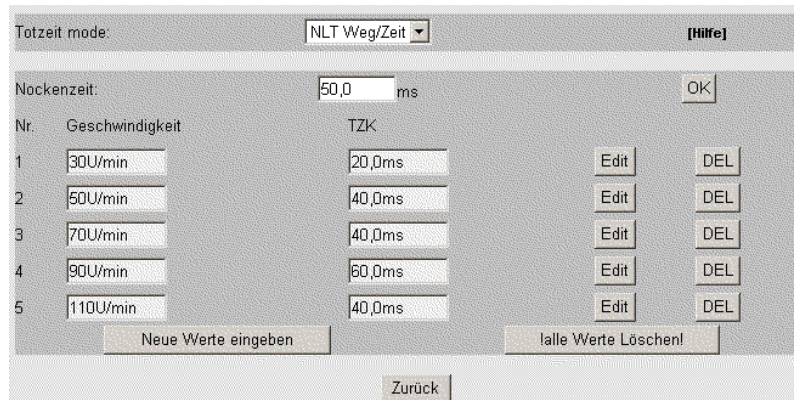 Totzeit mode: NLT Weg/Zeit [Hilfe]
Nockenzeit: 50,0 ms OK
Nr. Geschwindigkeit TZK
1 30U/min 20,0ms Edit DEL
2 50U/min 40,0ms Edit DEL
3 70U/min 40,0ms Edit DEL
4 90U/min 60,0ms Edit DEL
5 110U/min 40,0ms Edit DEL
Neue Werte eingeben !alle Werte Löschen!
Zurück